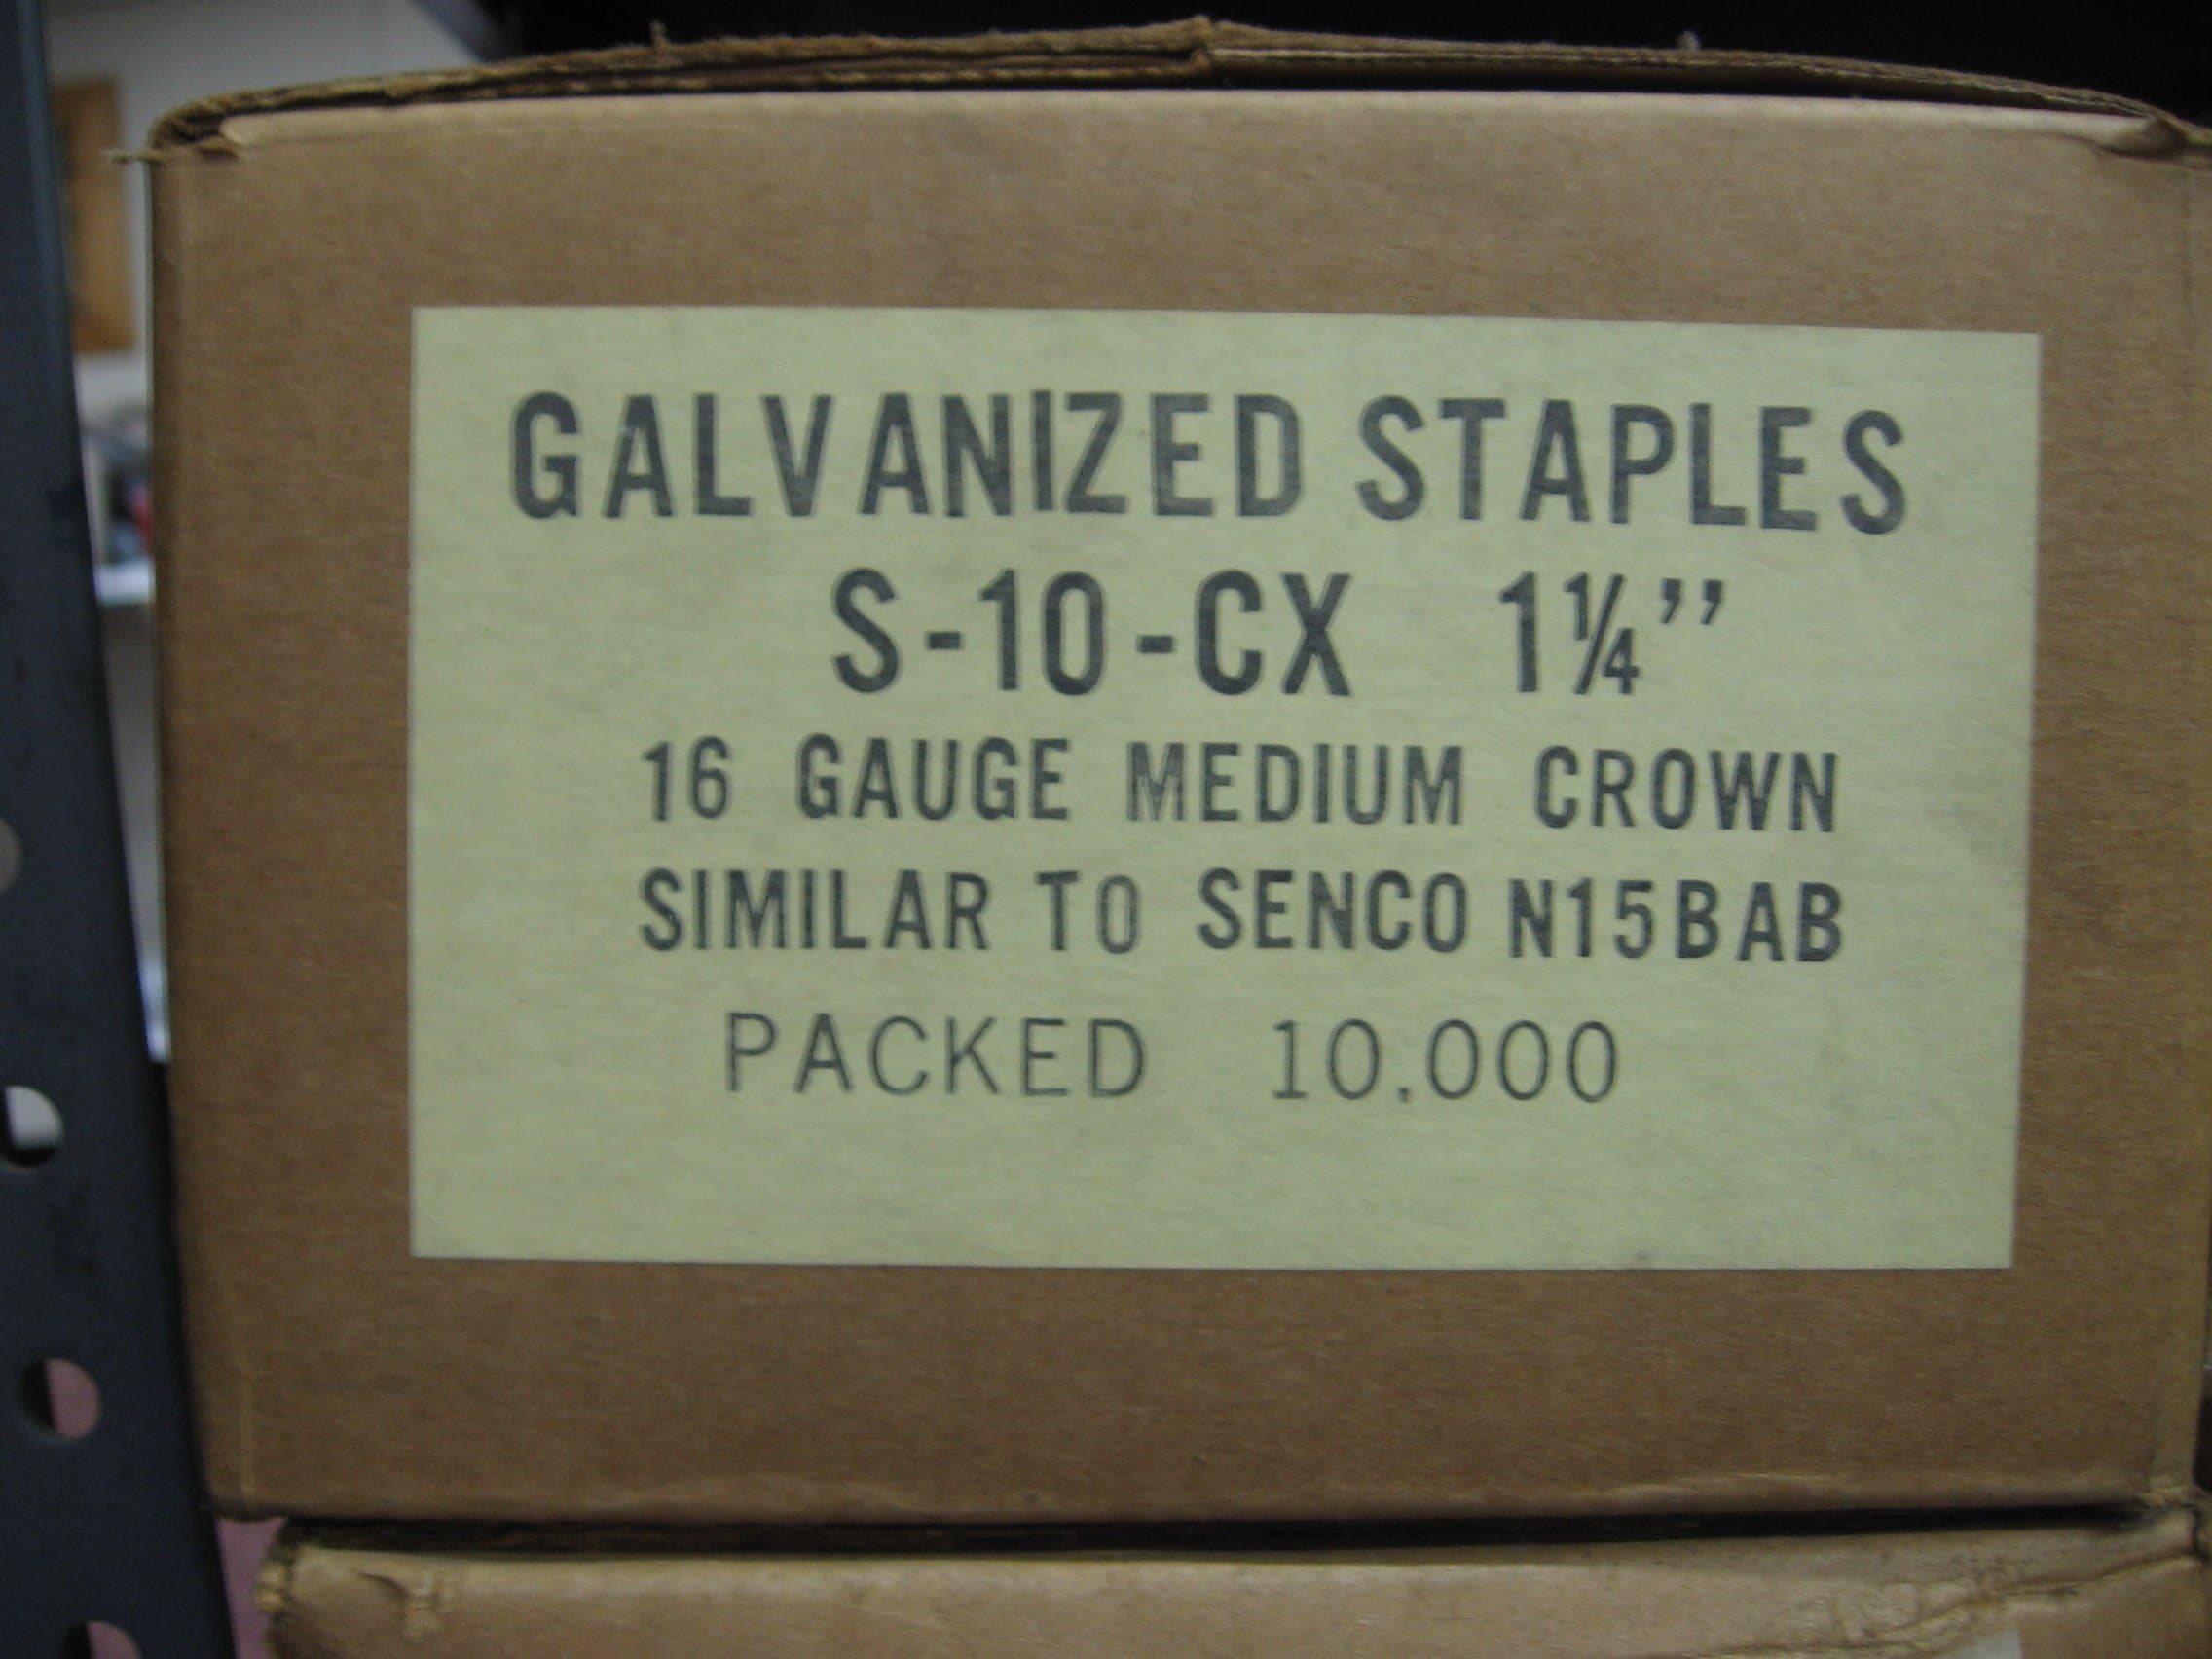 GALVANIZED STAPLES
S-10-CX 1¼”
16 GAUGE MEDIUM CROWN
SIMILAR TO SENCO N15BAB
PACKED 10.000